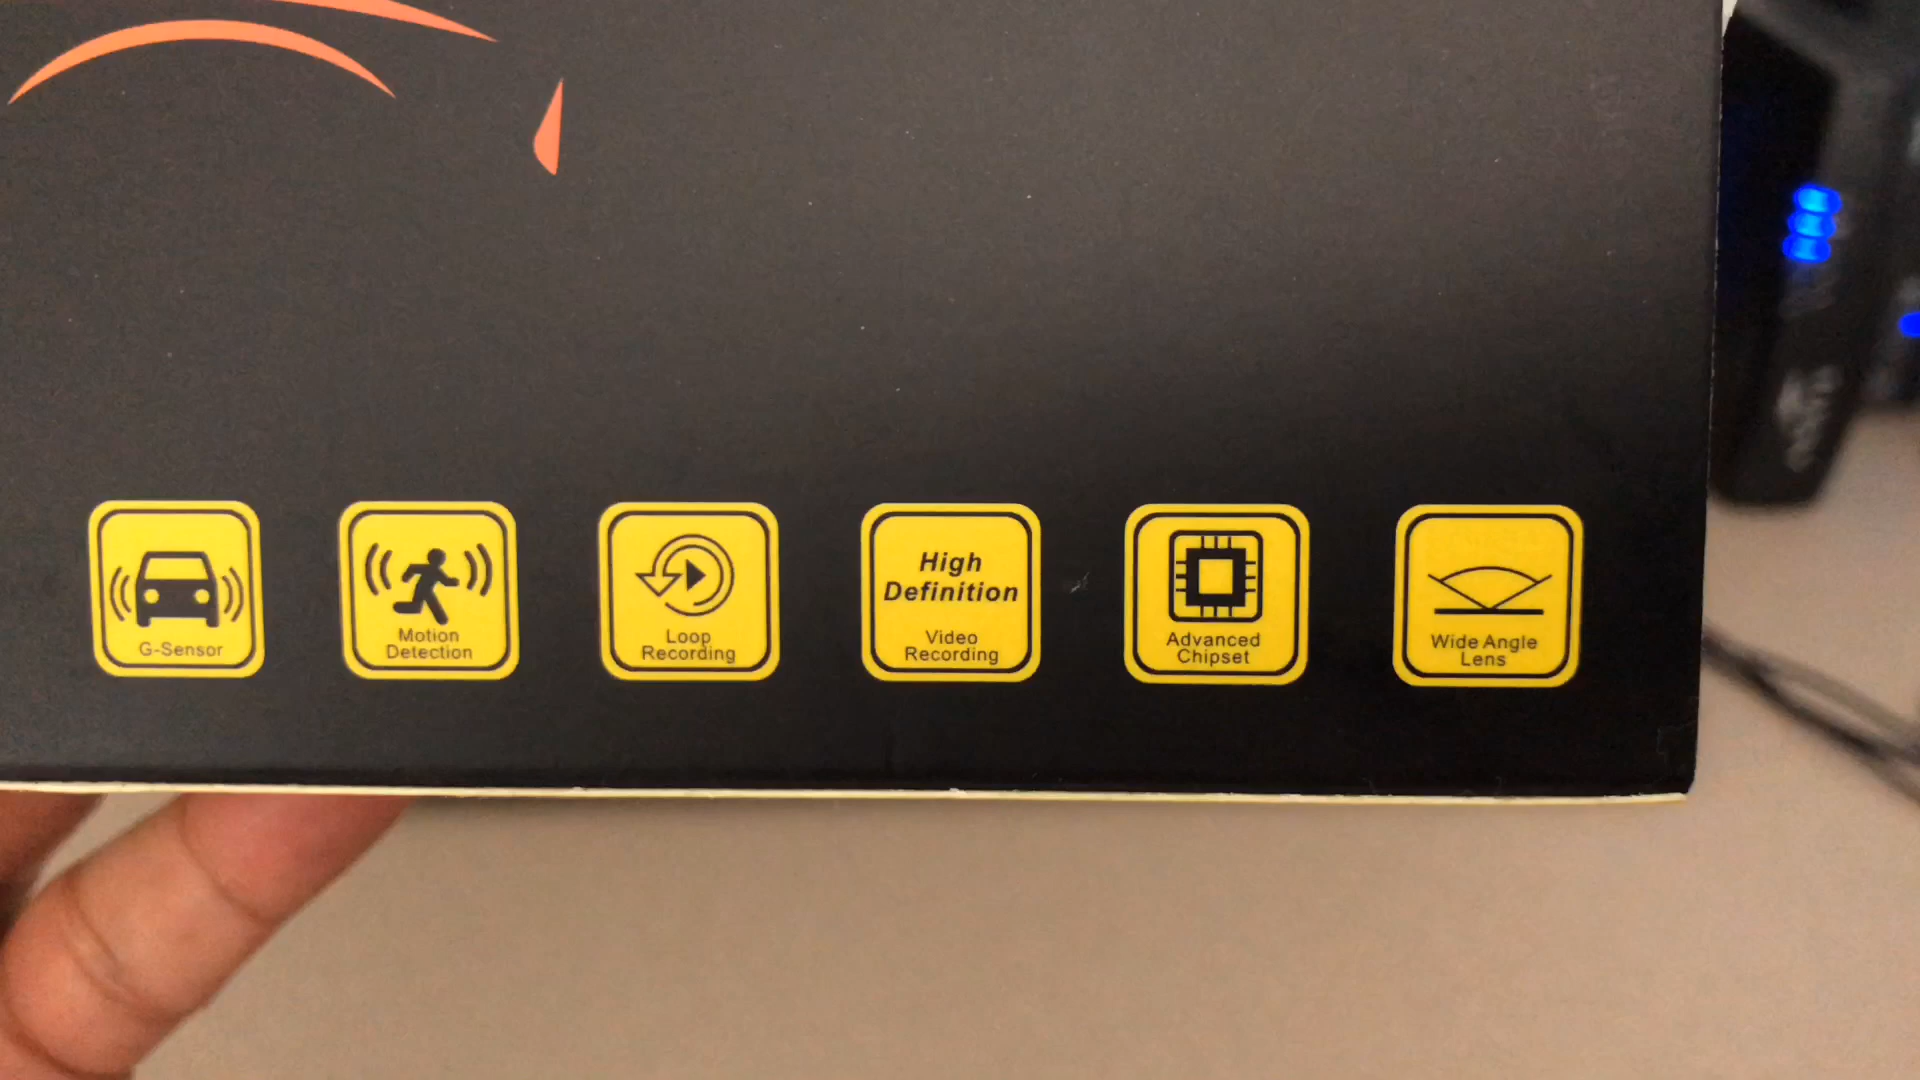 G-Sensor
Motion
Detection
Loop
Recording
High
Definition
Video
Recording
Advanced
Chipset
Wide Angle
Lens